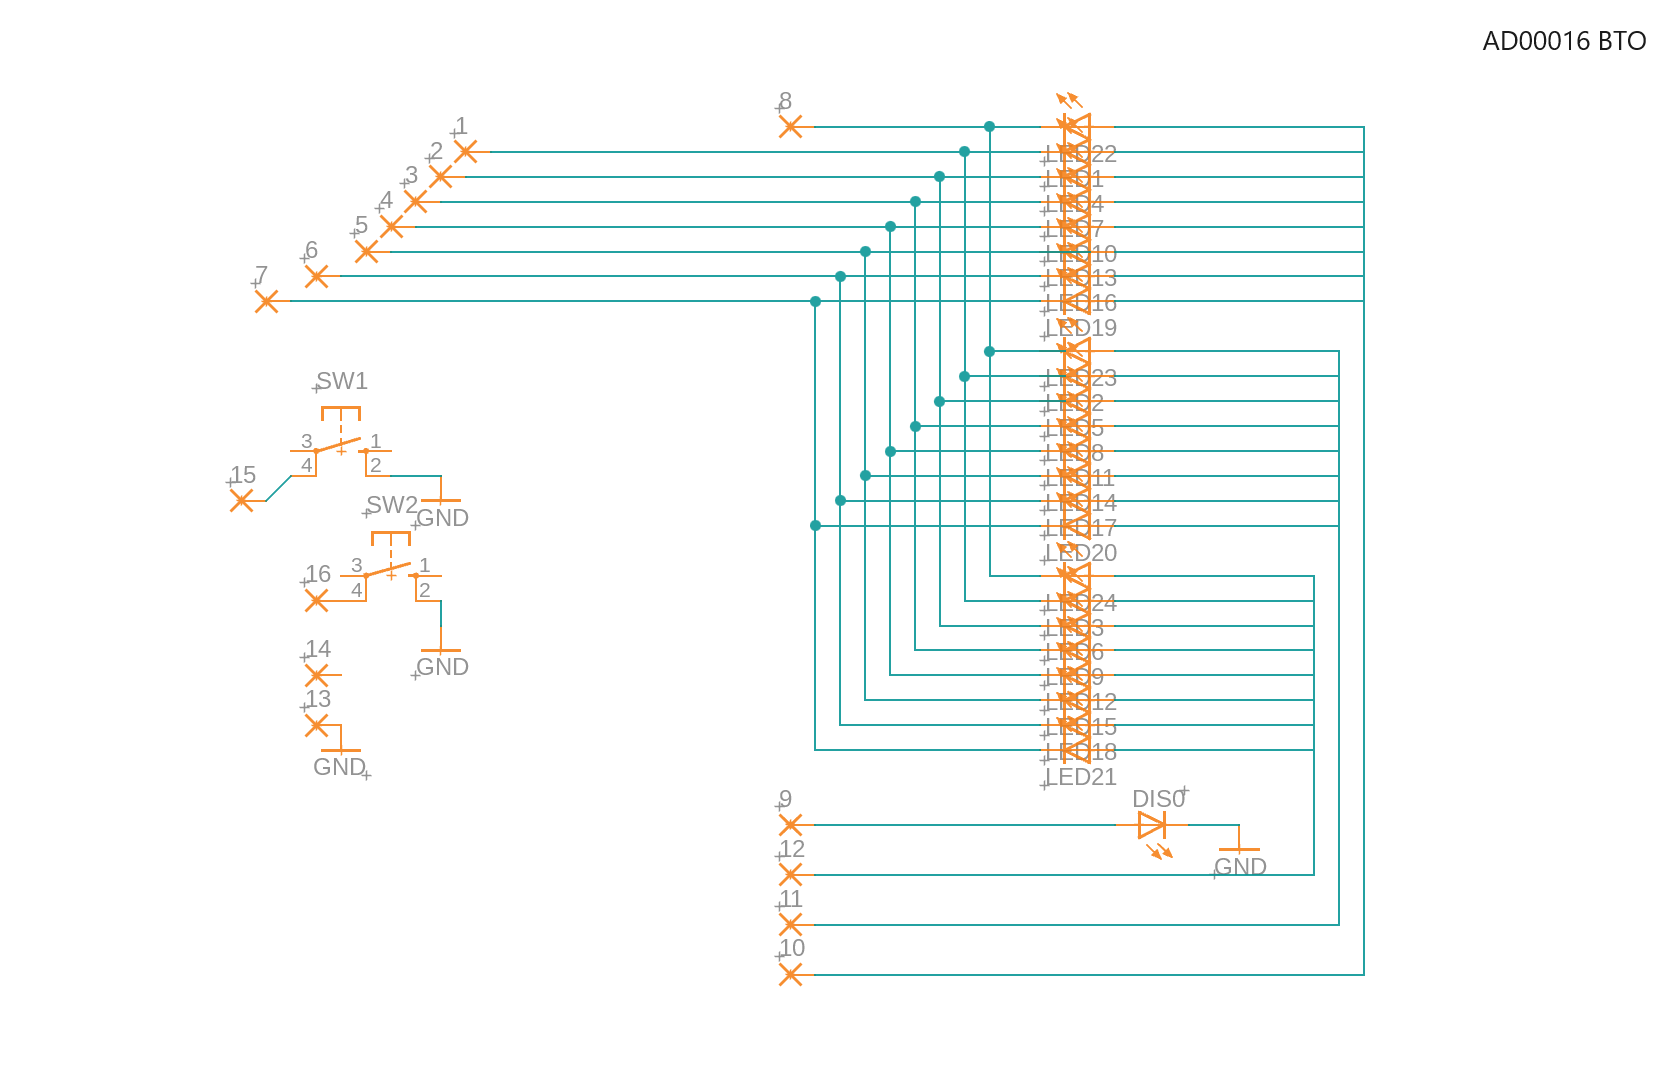 AD00016 BTO
8
1
2
3
4
5
6
7
LED22
LED1
LED4
LED7
LED10
LED13
LED16
LED19
SW1
3
1
4
2
15
GND
SW2
3
1
4
2
16
GND
14
13
GND
LED23
LED2
LED5
LED8
LED11
LED14
LED17
LED20
LED24
LED3
LED6
LED9
LED12
LED15
LED18
LED21
9
DIS0
GND
12
11
10